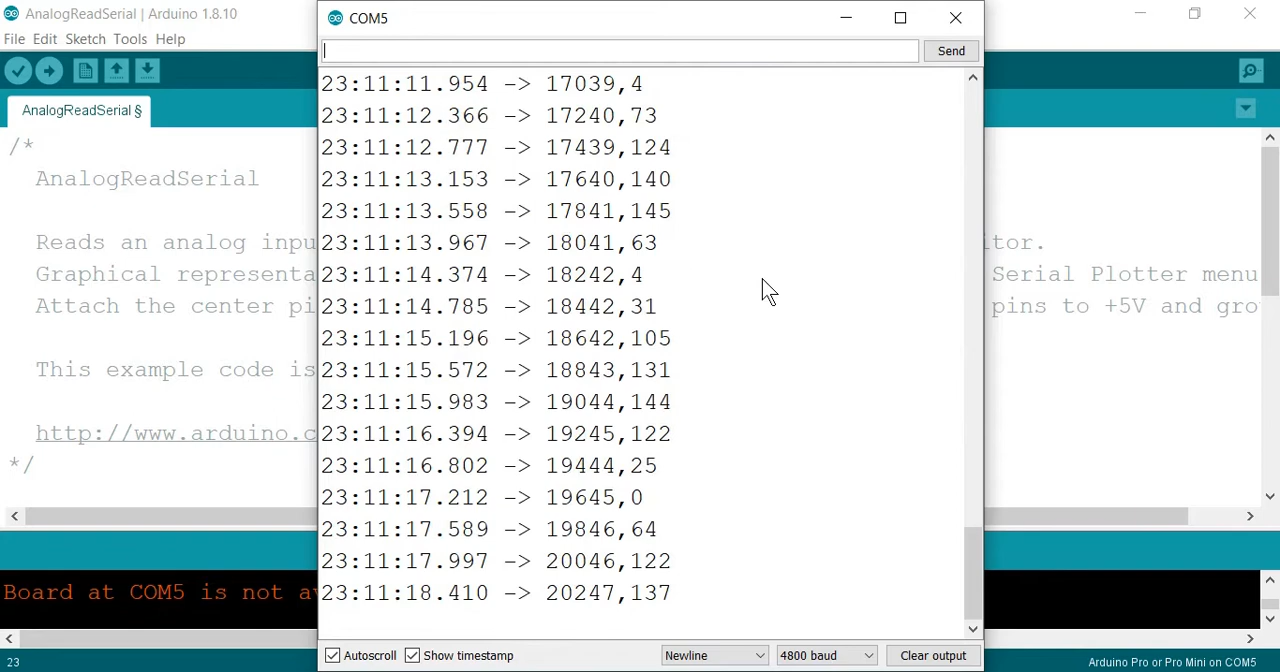 AnalogReadSerial | Arduino 1.8.10
File Edit Sketch Tools Help
AnalogReadSerial §
/*
AnalogReadSerial
Reads an analog inpu
itor.
Graphical representa
Serial Plotter menu
Attach the center pi
pins to +5V and gro
This example code is
http://www.arduino.c
*/
Board at COM5 is not av
23
Arduino Pro or Pro Mini on COM5
COM5
Send
23:11:11.954 -> 17039,4
23:11:12.366 -> 17240,73
23:11:12.777 -> 17439,124
23:11:13.153 -> 17640,140
23:11:13.558 -> 17841,145
23:11:13.967 -> 18041,63
23:11:14.374 -> 18242,4
23:11:14.785 -> 18442,31
23:11:15.196 -> 18642,105
23:11:15.572 -> 18843,131
23:11:15.983 -> 19044,144
23:11:16.394 -> 19245,122
23:11:16.802 -> 19444,25
23:11:17.212 -> 19645,0
23:11:17.589 -> 19846,64
23:11:17.997 -> 20046,122
23:11:18.410 -> 20247,137
Autoscroll Show timestamp Newline 4800 baud Clear output